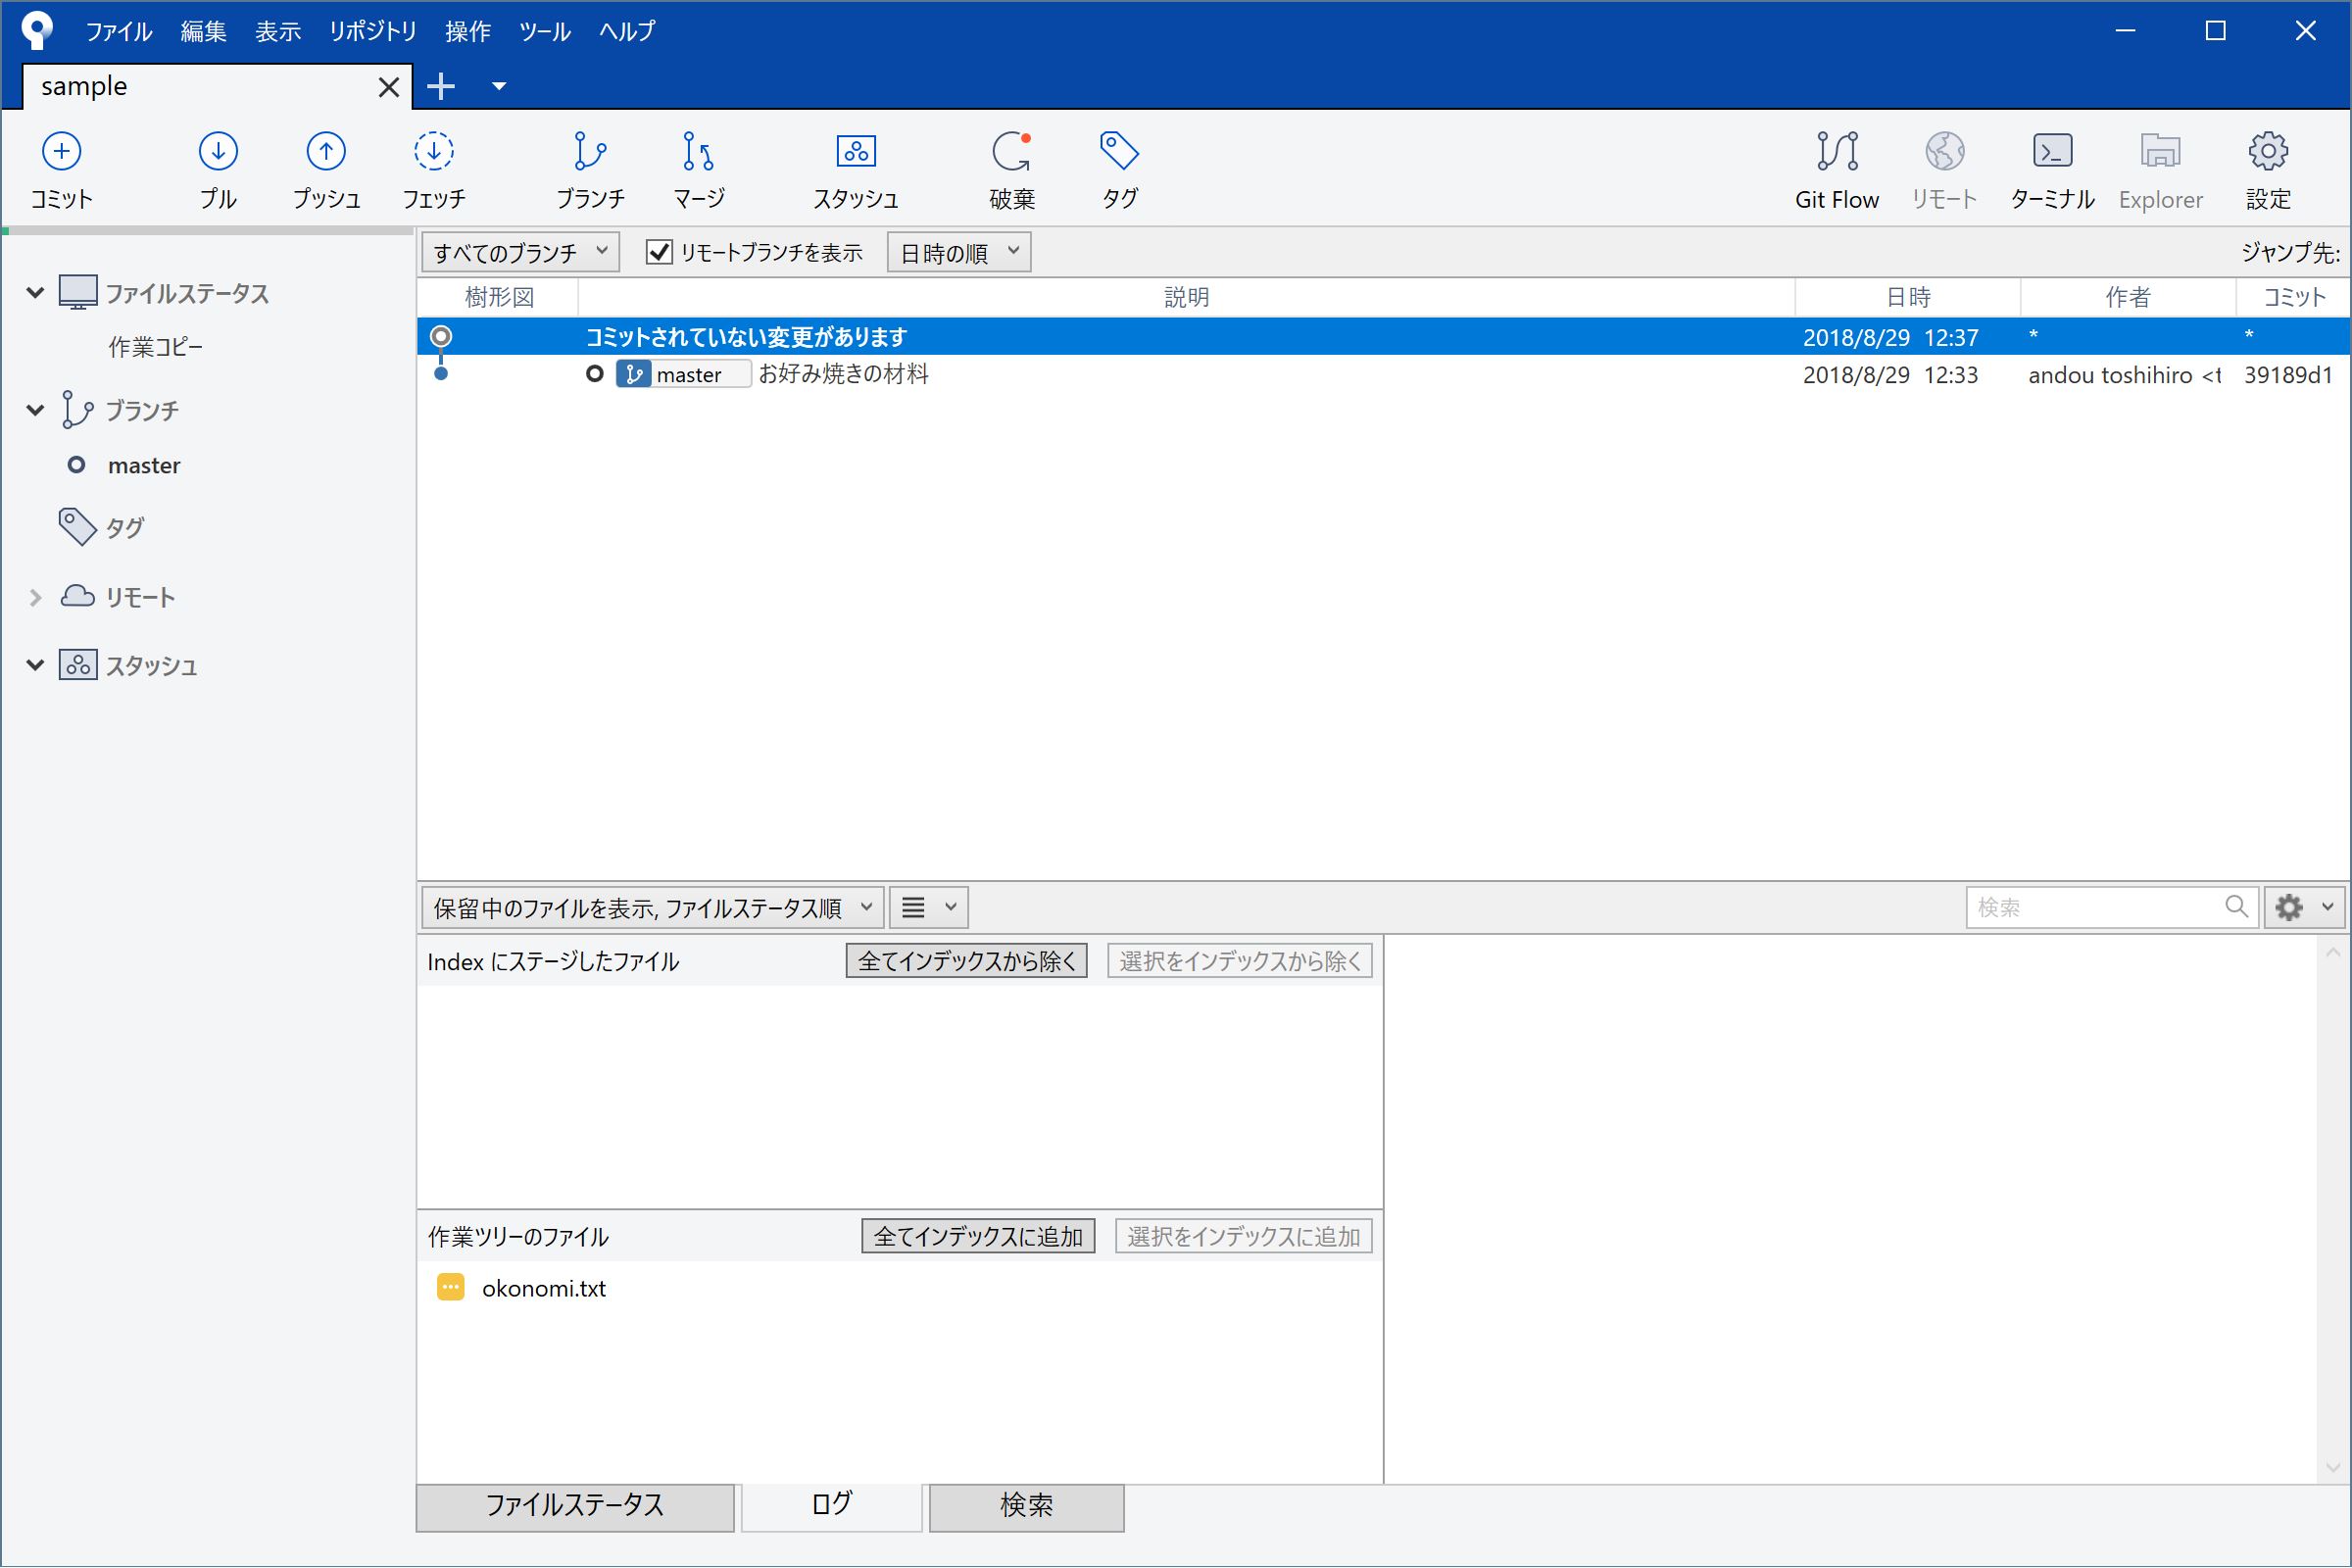 ファイル 編集 表示 リポジトリ 操作 ツール ヘルプ
sample
コミット プル プッシュ フェッチ ブランチ マージ スタッシュ 破棄 タグ Git Flow リモート ターミナル Explorer 設定
すべてのブランチ リモートブランチを表示 日時の順 ジャンプ先:
樹形図 説明 日時 作者 コミット
コミットされていない変更があります 2018/8/29 12:37 * *
master お好み焼きの材料 2018/8/29 12:33 andou toshihiro <t 39189d1
ファイルステータス
作業コピー
ブランチ
master
タグ
リモート
スタッシュ
保留中のファイルを表示, ファイルステータス順 検索
Index にステージしたファイル 全てインデックスから除く 選択をインデックスから除く
作業ツリーのファイル 全てインデックスに追加 選択をインデックスに追加
okonomi.txt
ファイルステータス ログ 検索